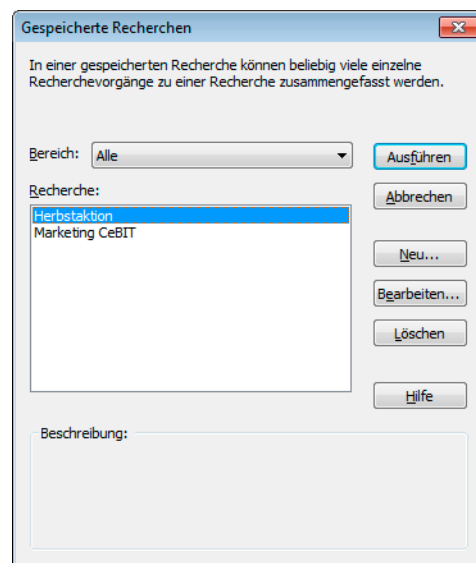 Gespeicherte Recherchen
In einer gespeicherten Recherche können beliebig viele einzelne
Recherchevorgänge zu einer Recherche zusammengefasst werden.
Bereich: Alle
Ausführen
Recherche:
Abbrechen
Herbstaktion
Marketing CeBIT
Neu...
Bearbeiten...
Löschen
Hilfe
Beschreibung: